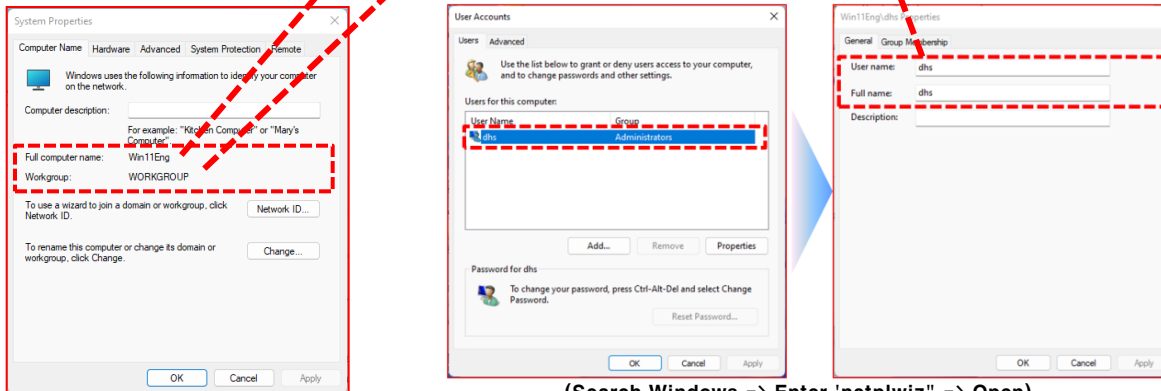 System Properties
Computer Name Hardware Advanced System Protection Remote
Windows uses the following information to identify your computer
on the network.
Computer description:
For example: "Kitchen Computer" or "Mary's
Computer".
Full computer name: Win11Eng
Workgroup: WORKGROUP
To use a wizard to join a domain or workgroup, click
Network ID.
Network ID...
To rename this computer or change its domain or
workgroup, click Change.
Change...
OK Cancel Apply
User Accounts
Users Advanced
Use the list below to grant or deny users access to your computer,
and to change passwords and other settings.
Users for this computer:
User Name Group
dhs Administrators
Add... Remove Properties
Password for dhs
To change your password, press Ctrl-Alt-Del and select Change
Password.
Reset Password...
OK Cancel Apply
Win11Eng\dhs Properties
General Group Membership
User name: dhs
Full name: dhs
Description:
OK Cancel Apply
(Search Windows => Enter 'netplwiz" => Open)